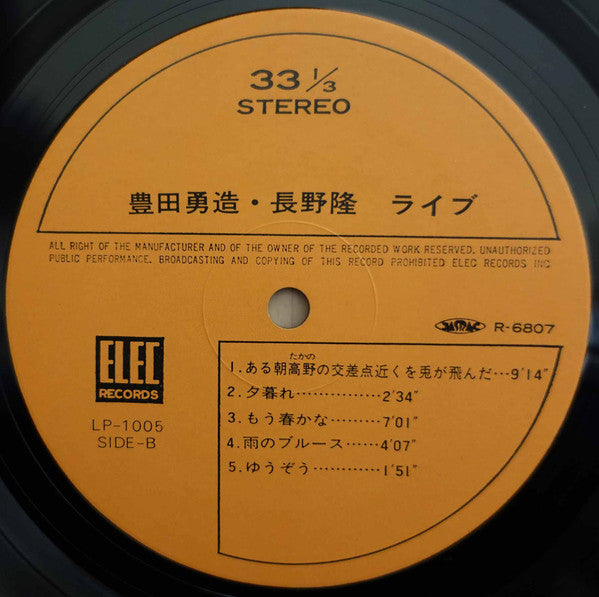 33 1/3
STEREO
豊田勇造・長野隆　ライブ
ALL RIGHT OF THE MANUFACTURER AND OF THE OWNER OF THE RECORDED WORK RESERVED. UNAUTHORIZED
PUBLIC PERFORMANCE. BROADCASTING AND COPYING OF THIS RECORD PROHIBITED ELEC RECORDS INC
JASRAC R-6807
ELEC
RECORDS
LP-1005
SIDE-B
たかの
1.ある朝高野の交差点近くを兎が飛んだ…9'14"
2.夕暮れ……………2'34"
3.もう春かな………7'01"
4.雨のブルース……4'07"
5.ゆうぞう…………1'51"